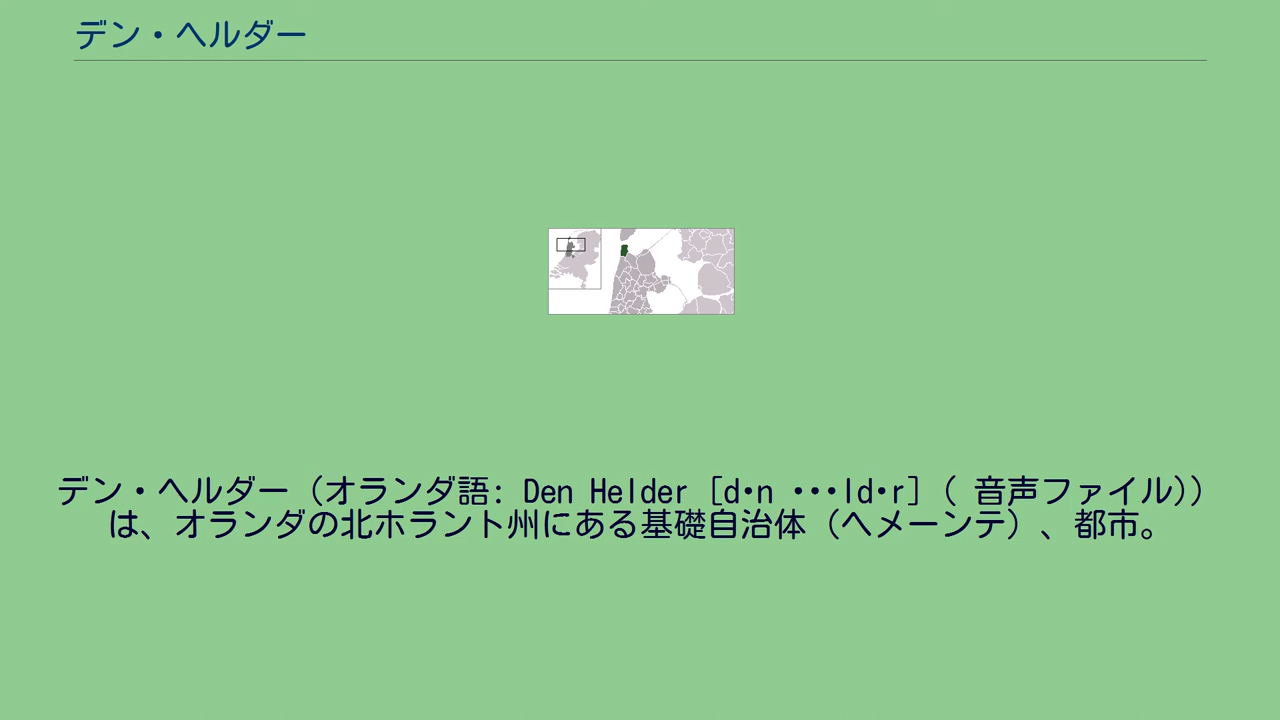 デン・ヘルダー
デン・ヘルダー（オランダ語: Den Helder [d・n ・・・ld・r] ( 音声ファイル)）
は、オランダの北ホラント州にある基礎自治体（ヘメーンテ）、都市。